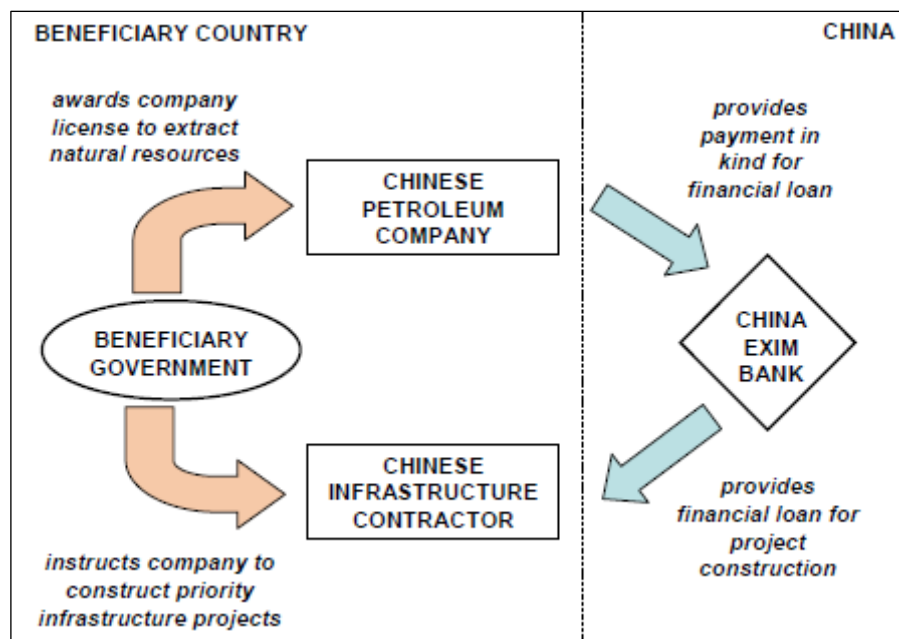 BENEFICIARY COUNTRY
CHINA
awards company
license to extract
natural resources
CHINESE
PETROLEUM
COMPANY
provides
payment in
kind for
financial loan
BENEFICIARY
GOVERNMENT
CHINA
EXIM
BANK
CHINESE
INFRASTRUCTURE
CONTRACTOR
instructs company to
construct priority
infrastructure projects
provides
financial loan for
project
construction